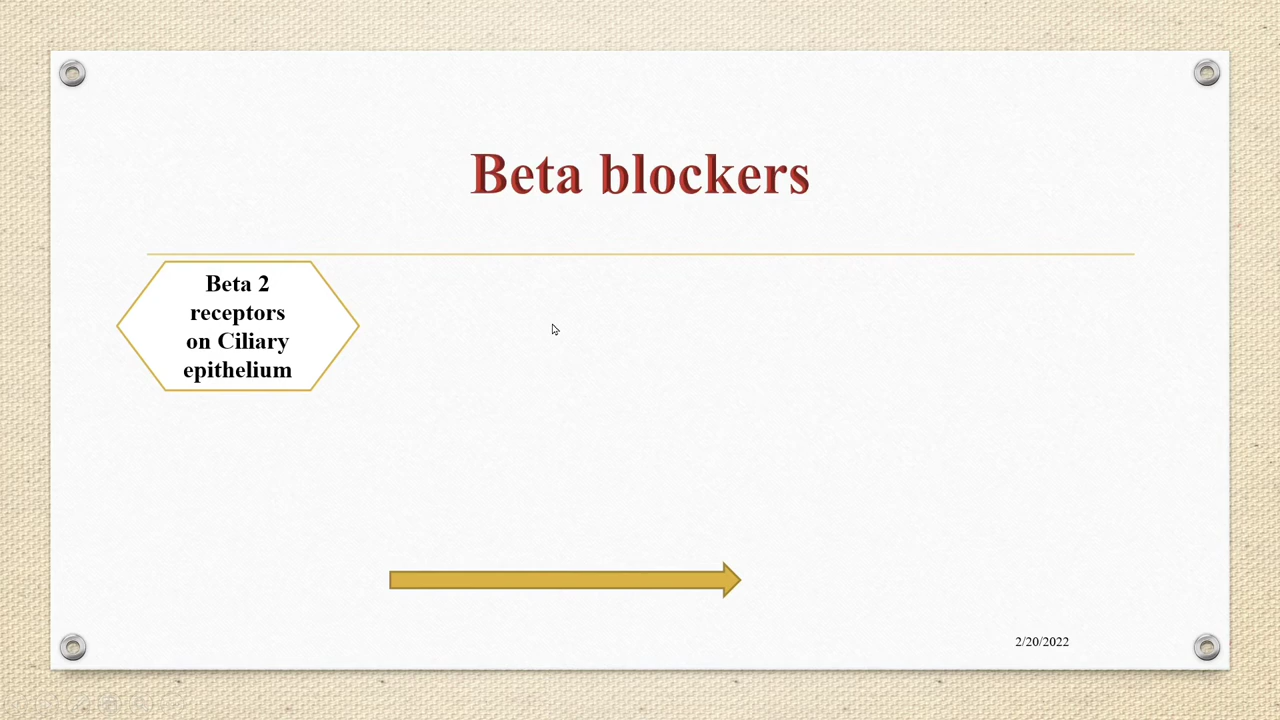 Beta blockers
Beta 2
receptors
on Ciliary
epithelium
2/20/2022